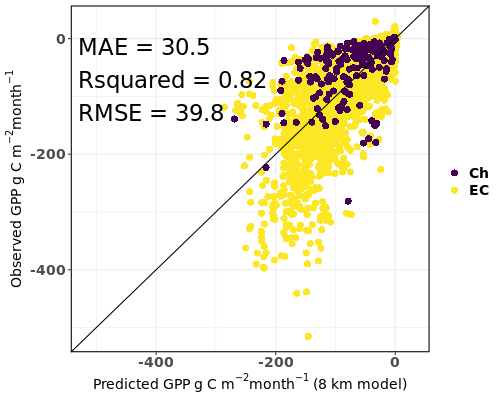 MAE = 30.5
Rsquared = 0.82
RMSE = 39.8
Observed GPP g C m⁻²month⁻¹
0
-200
-400
Ch
EC
-400 -200 0
Predicted GPP g C m⁻²month⁻¹ (8 km model)